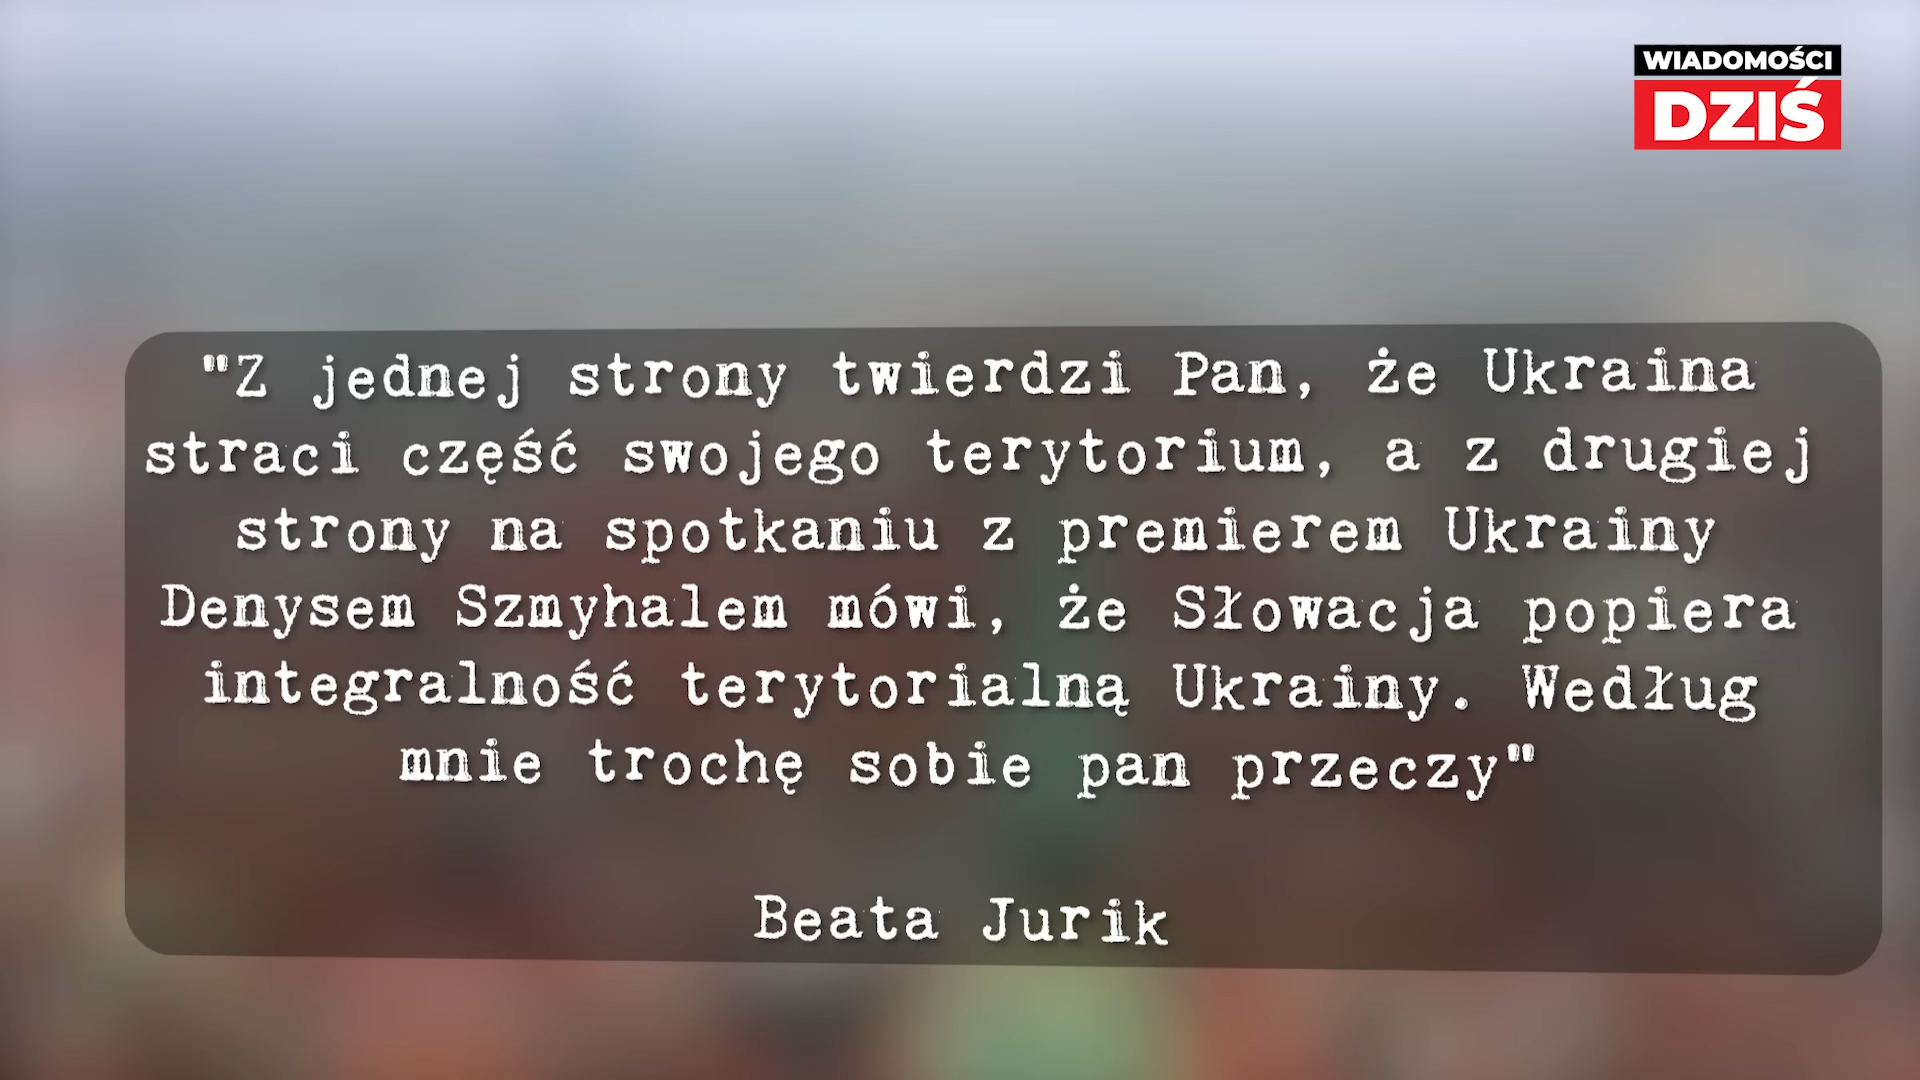 WIADOMOŚCI
DZIŚ
"Z jednej strony twierdzi Pan, że Ukraina
straci część swojego terytorium, a z drugiej
strony na spotkaniu z premierem Ukrainy
Denysem Szmyhalem mówi, że Słowacja popiera
integralność terytorialną Ukrainy. Według
mnie trochę sobie pan przeczy"
Beata Jurik